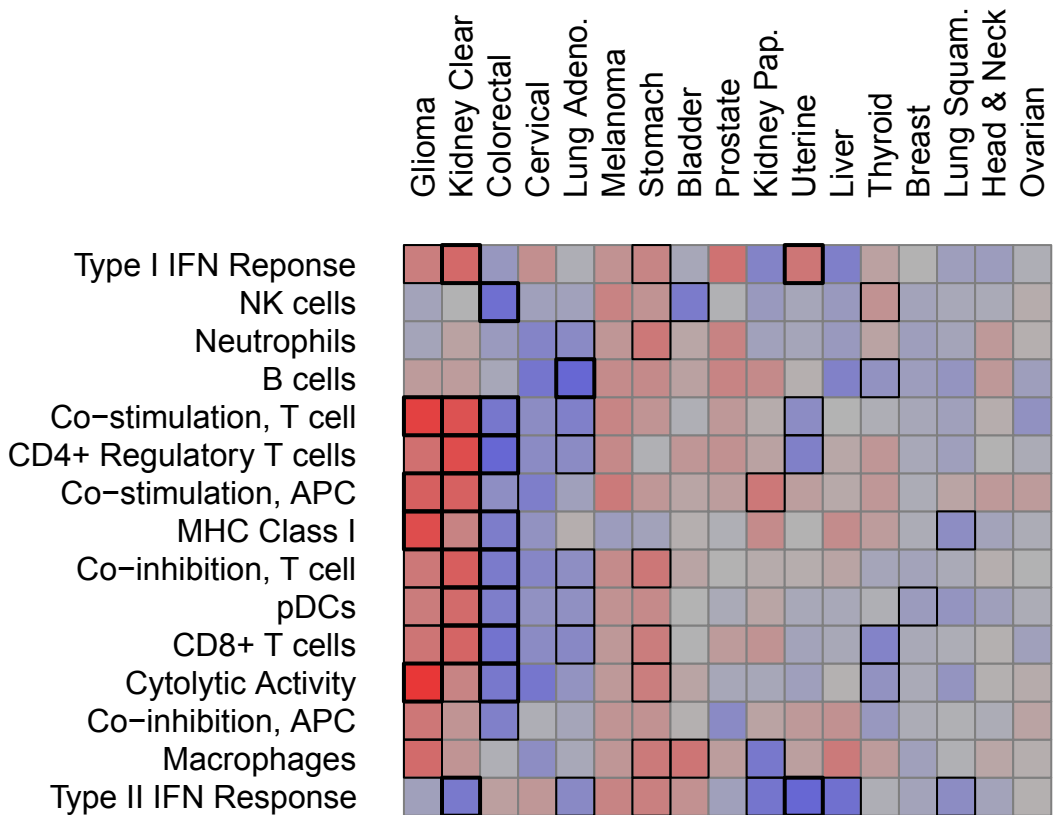 Glioma
Kidney Clear
Colorectal
Cervical
Lung Adeno.
Melanoma
Stomach
Bladder
Prostate
Kidney Pap.
Uterine
Liver
Thyroid
Breast
Lung Squam.
Head & Neck
Ovarian
Type I IFN Reponse
NK cells
Neutrophils
B cells
Co−stimulation, T cell
CD4+ Regulatory T cells
Co−stimulation, APC
MHC Class I
Co−inhibition, T cell
pDCs
CD8+ T cells
Cytolytic Activity
Co−inhibition, APC
Macrophages
Type II IFN Response